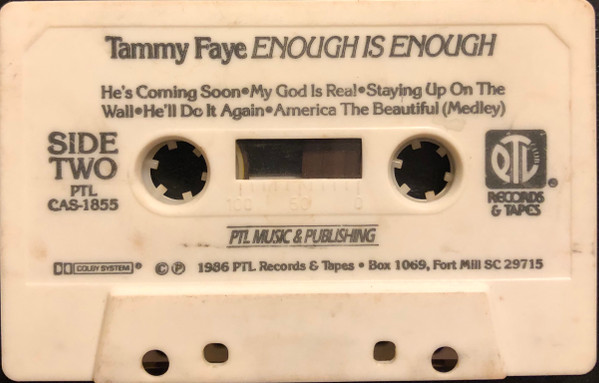 Tammy Faye ENOUGH IS ENOUGH
He's Coming Soon•My God Is Real•Staying Up On The
Wall•He'll Do It Again•America The Beautiful (Medley)
SIDE
TWO
PTL
CAS-1855
100 50 0
PTL
CLUB
RECORDS
& TAPES
®
PTL MUSIC & PUBLISHING
DOLBY SYSTEM ® © ℗ 1986 PTL Records & Tapes • Box 1069, Fort Mill SC 29715